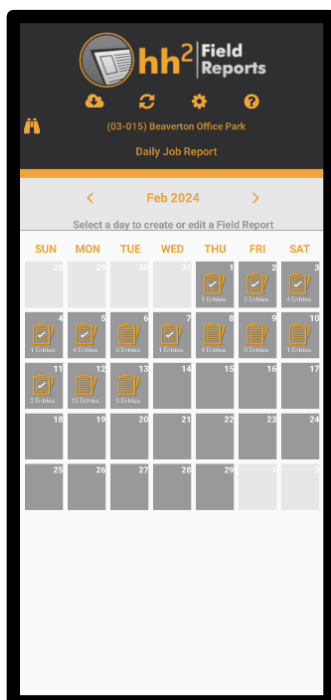 hh2 Field
Reports
(03-015) Beaverton Office Park
Daily Job Report
Feb 2024
Select a day to create or edit a Field Report
SUN MON TUE WED THU FRI SAT
28 29 30 31 1 2 3
1 Entries 2 Entries 4 Entries
4 5 6 7 8 9 10
1 Entries 4 Entries 0 Entries 1 Entries 1 Entries 0 Entries 1 Entries
11 12 13 14 15 16 17
2 Entries 12 Entries Entries
18 19 20 21 22 23 24
25 26 27 28 29 1 2